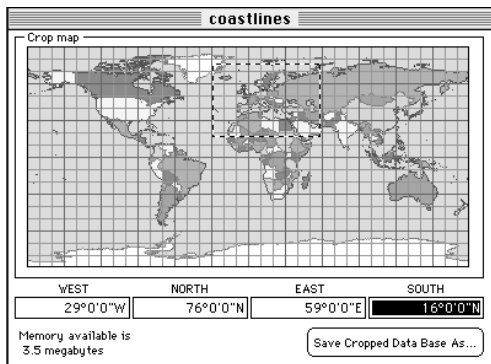 coastlines
Crop map
WEST NORTH EAST SOUTH
29°0'0"W 76°0'0"N 59°0'0"E 16°0'0"N
Memory available is
3.5 megabytes
Save Cropped Data Base As...